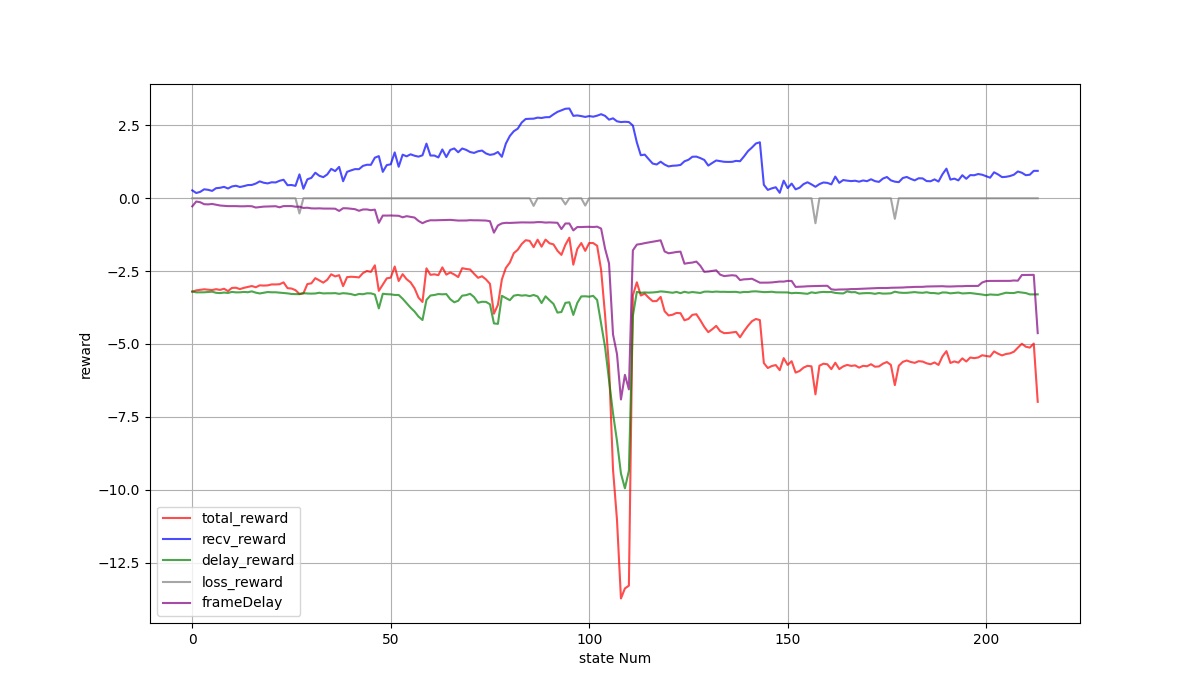 2.5
0.0
−2.5
−5.0
−7.5
−10.0
−12.5
reward
total_reward
recv_reward
delay_reward
loss_reward
frameDelay
0 50 100 150 200
state Num